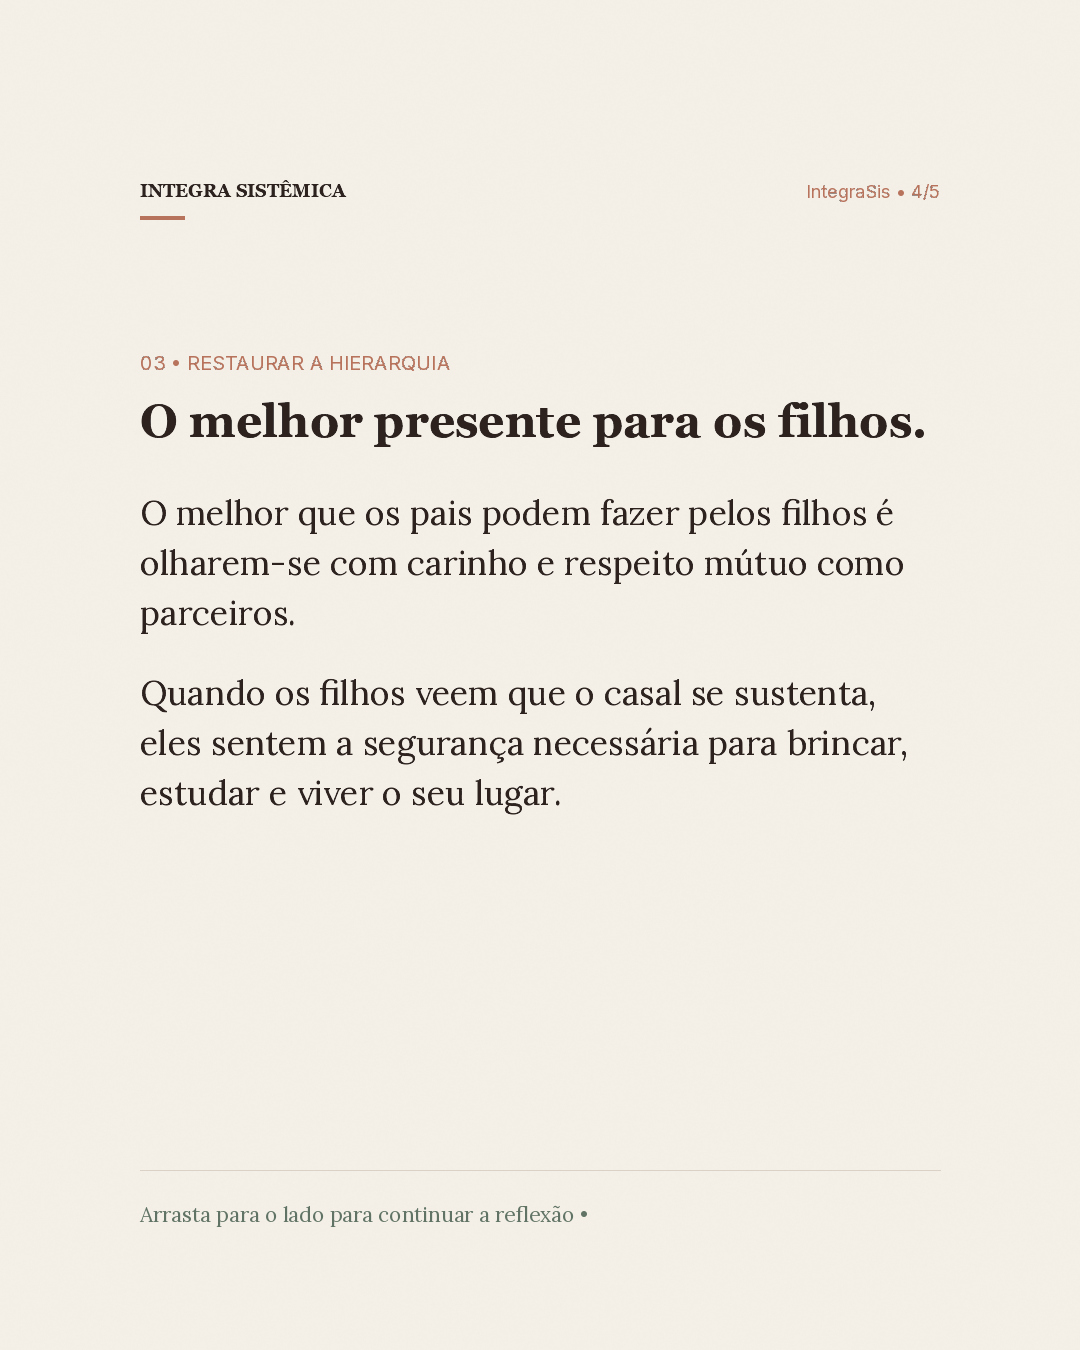 INTEGRA SISTÊMICA
IntegraSis • 4/5
03 • RESTAURAR A HIERARQUIA
O melhor presente para os filhos.
O melhor que os pais podem fazer pelos filhos é
olharem-se com carinho e respeito mútuo como
parceiros.
Quando os filhos veem que o casal se sustenta,
eles sentem a segurança necessária para brincar,
estudar e viver o seu lugar.
Arrasta para o lado para continuar a reflexão •